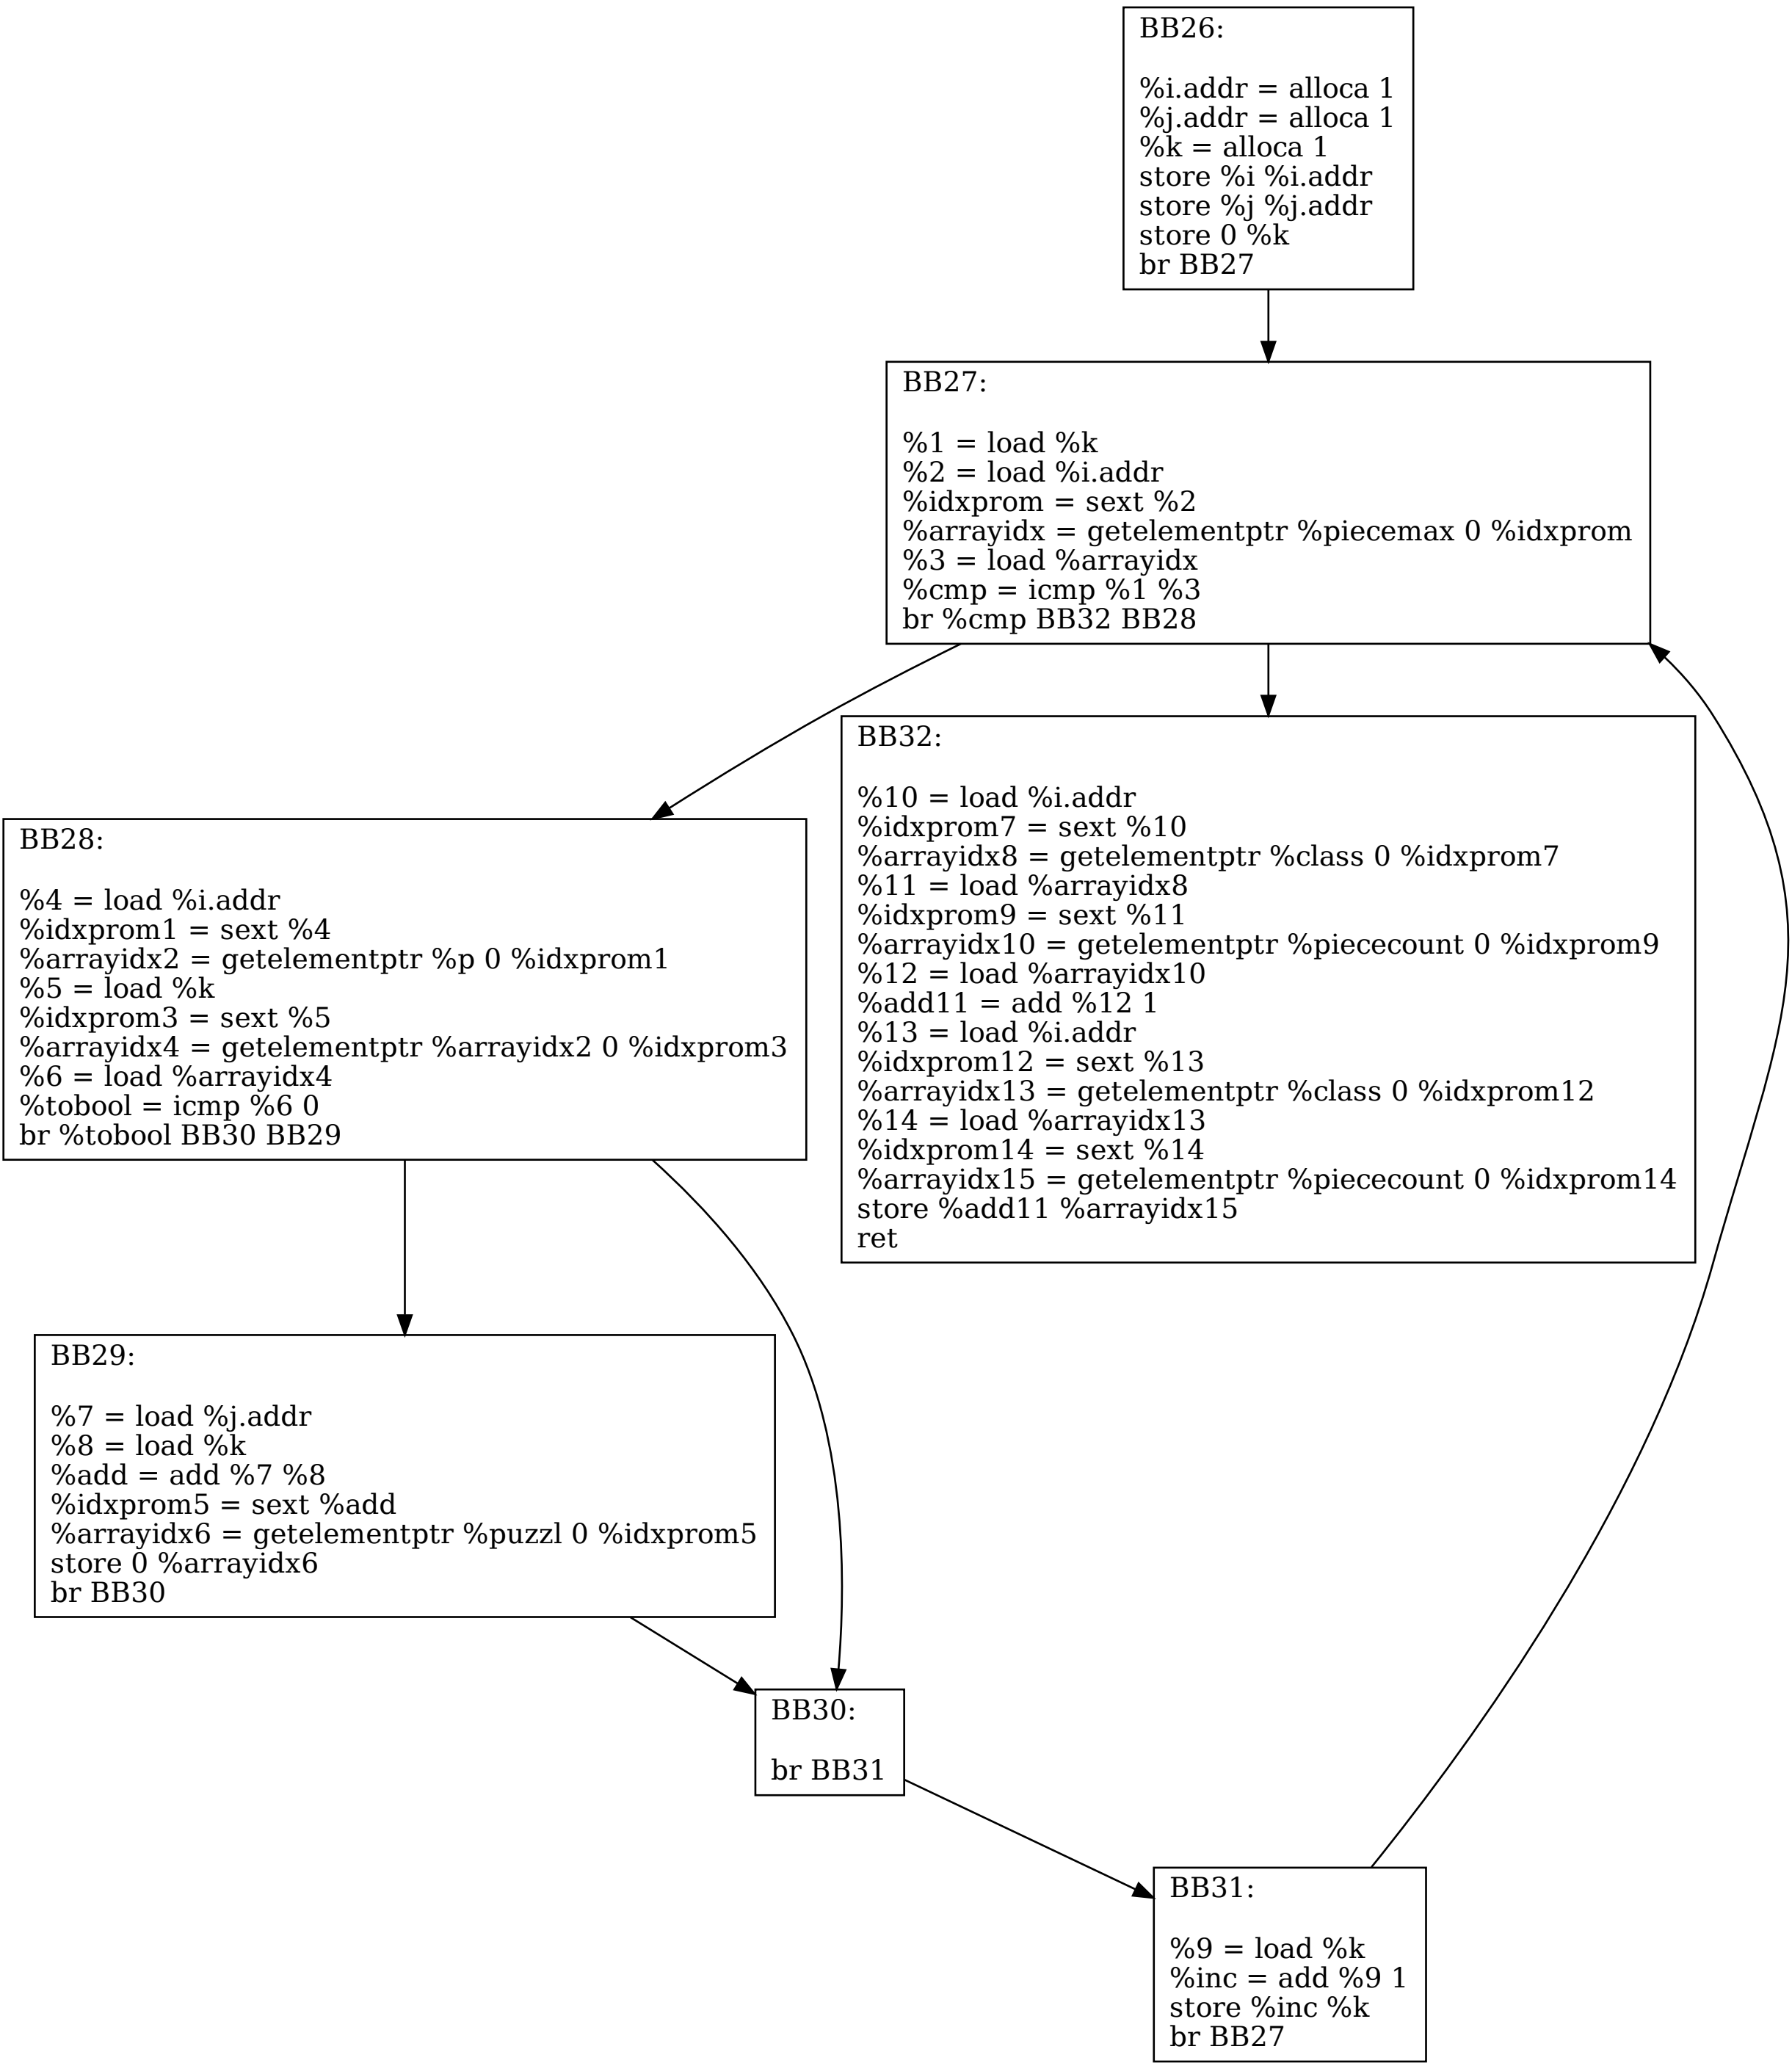 BB26:
%i.addr = alloca 1
%j.addr = alloca 1
%k = alloca 1
store %i %i.addr
store %j %j.addr
store 0 %k
br BB27
BB27:
%1 = load %k
%2 = load %i.addr
%idxprom = sext %2
%arrayidx = getelementptr %piecemax 0 %idxprom
%3 = load %arrayidx
%cmp = icmp %1 %3
br %cmp BB32 BB28
BB32:
%10 = load %i.addr
%idxprom7 = sext %10
%arrayidx8 = getelementptr %class 0 %idxprom7
%11 = load %arrayidx8
%idxprom9 = sext %11
%arrayidx10 = getelementptr %piececount 0 %idxprom9
%12 = load %arrayidx10
%add11 = add %12 1
%13 = load %i.addr
%idxprom12 = sext %13
%arrayidx13 = getelementptr %class 0 %idxprom12
%14 = load %arrayidx13
%idxprom14 = sext %14
%arrayidx15 = getelementptr %piececount 0 %idxprom14
store %add11 %arrayidx15
ret
BB28:
%4 = load %i.addr
%idxprom1 = sext %4
%arrayidx2 = getelementptr %p 0 %idxprom1
%5 = load %k
%idxprom3 = sext %5
%arrayidx4 = getelementptr %arrayidx2 0 %idxprom3
%6 = load %arrayidx4
%tobool = icmp %6 0
br %tobool BB30 BB29
BB29:
%7 = load %j.addr
%8 = load %k
%add = add %7 %8
%idxprom5 = sext %add
%arrayidx6 = getelementptr %puzzl 0 %idxprom5
store 0 %arrayidx6
br BB30
BB30:
br BB31
BB31:
%9 = load %k
%inc = add %9 1
store %inc %k
br BB27